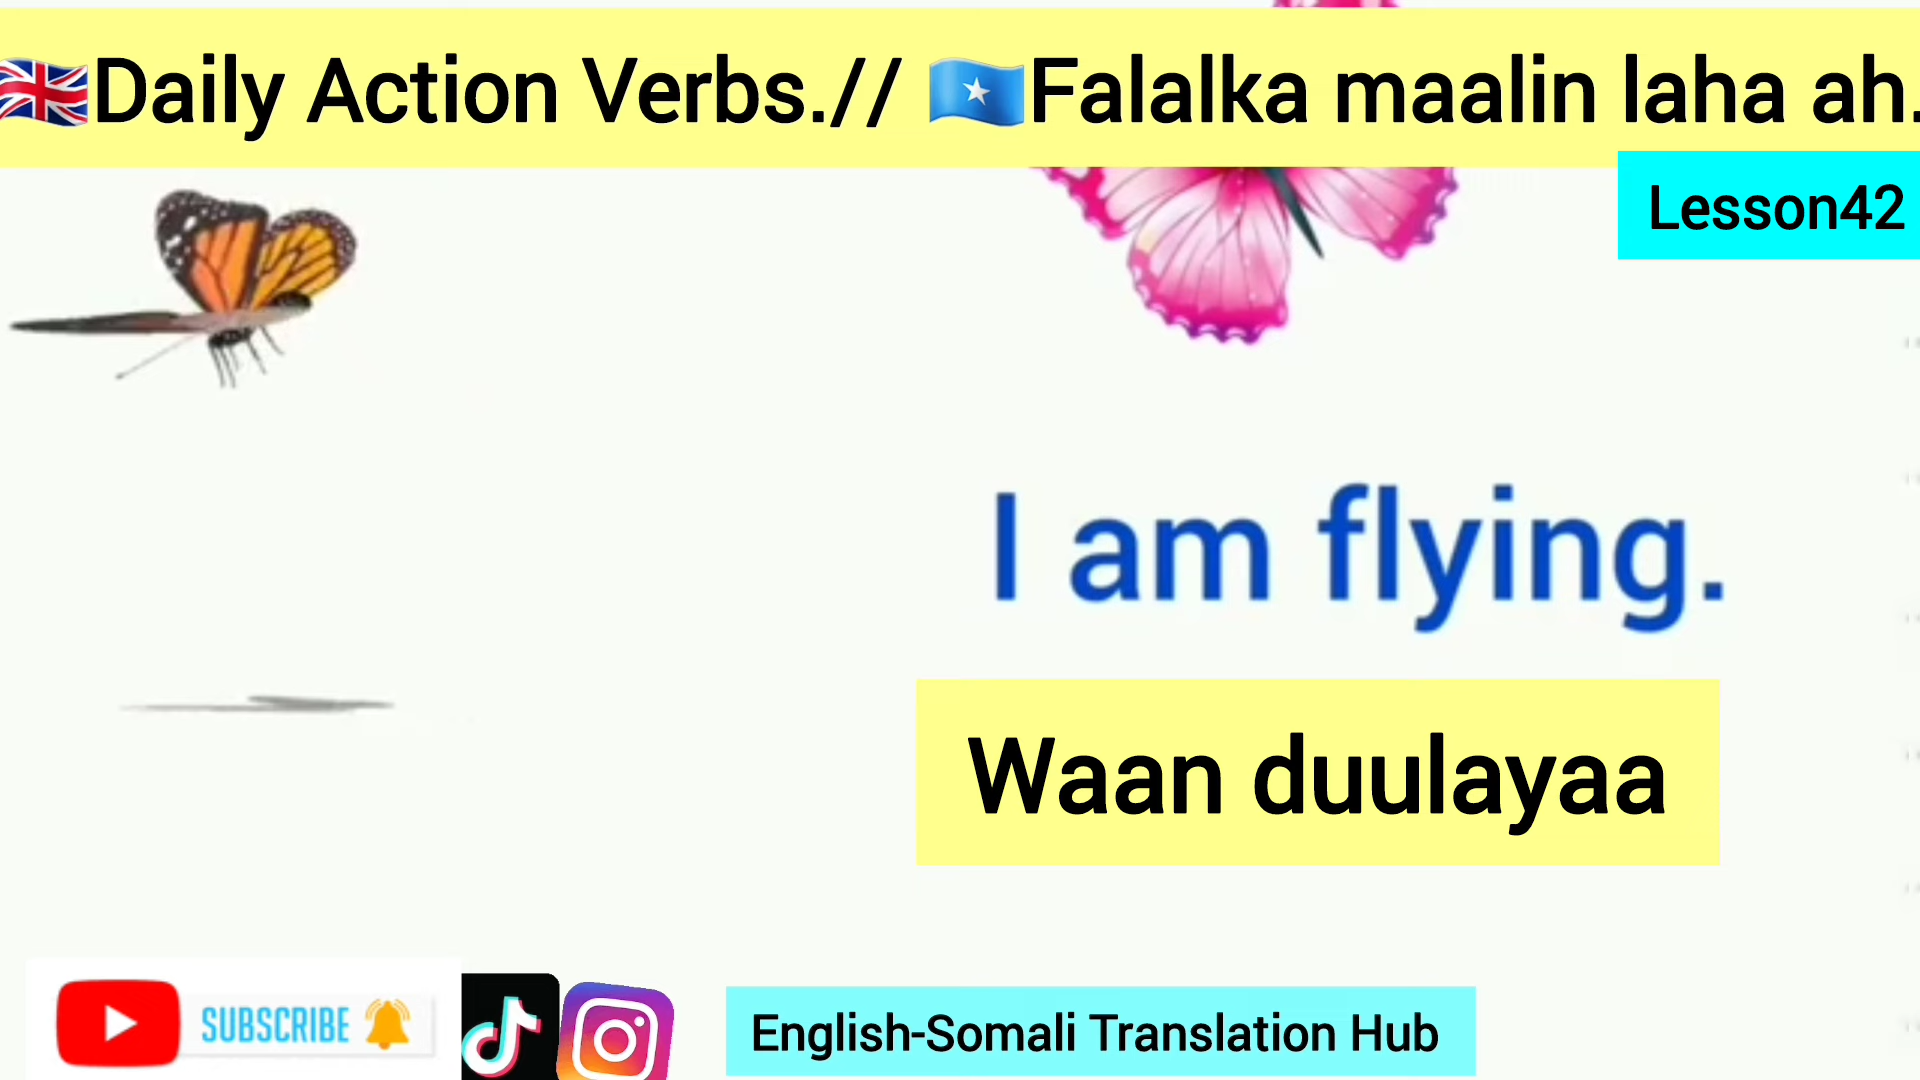 Daily Action Verbs.// Falalka maalin laha ah.
Lesson42
I am flying.
Waan duulayaa
SUBSCRIBE
English-Somali Translation Hub